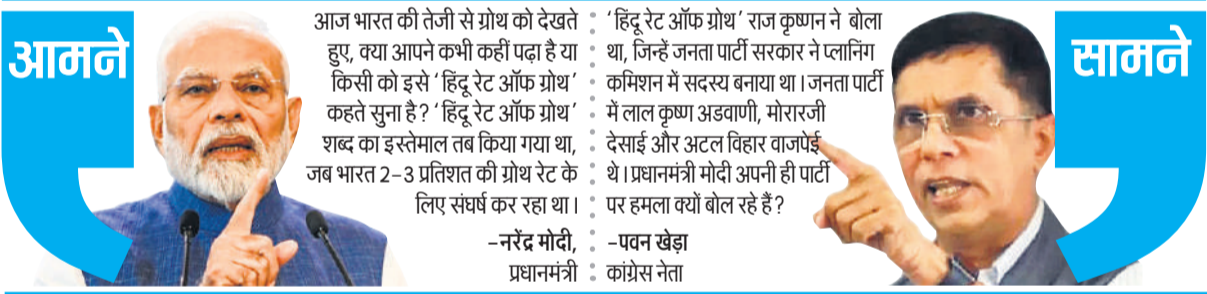 आमने
आज भारत की तेजी से ग्रोथ को देखते
हुए, क्या आपने कभी कहीं पढ़ा है या
किसी को इसे ‘हिंदू रेट ऑफ ग्रोथ’
कहते सुना है? ‘हिंदू रेट ऑफ ग्रोथ’
शब्द का इस्तेमाल तब किया गया था,
जब भारत 2-3 प्रतिशत की ग्रोथ रेट के
लिए संघर्ष कर रहा था।
-नरेंद्र मोदी,
प्रधानमंत्री
‘हिंदू रेट ऑफ ग्रोथ’ राज कृष्णन ने बोला
था, जिन्हें जनता पार्टी सरकार ने प्लानिंग
कमिशन में सदस्य बनाया था। जनता पार्टी
में लाल कृष्ण अडवाणी, मोरारजी
देसाई और अटल विहार वाजपेई
थे। प्रधानमंत्री मोदी अपनी ही पार्टी
पर हमला क्यों बोल रहे हैं?
-पवन खेड़ा
कांग्रेस नेता
सामने